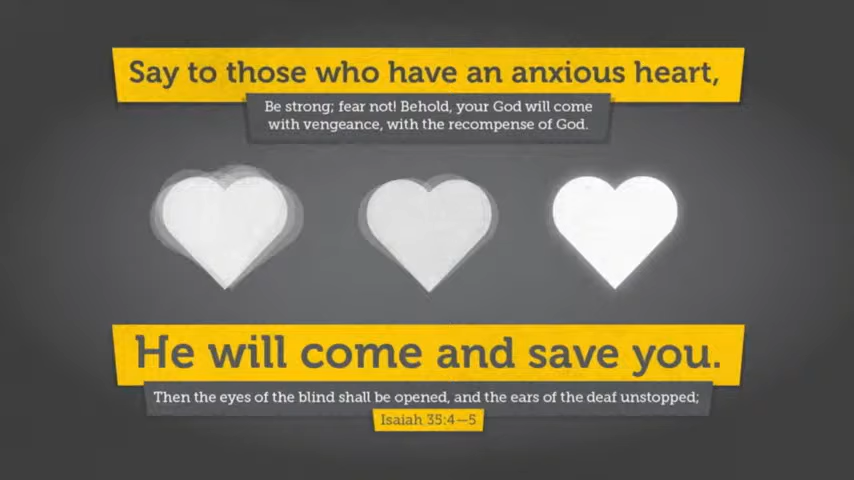 Say to those who have an anxious heart,
Be strong; fear not! Behold, your God will come
with vengeance, with the recompense of God.
He will come and save you.
Then the eyes of the blind shall be opened, and the ears of the deaf unstopped;
Isaiah 35:4—5